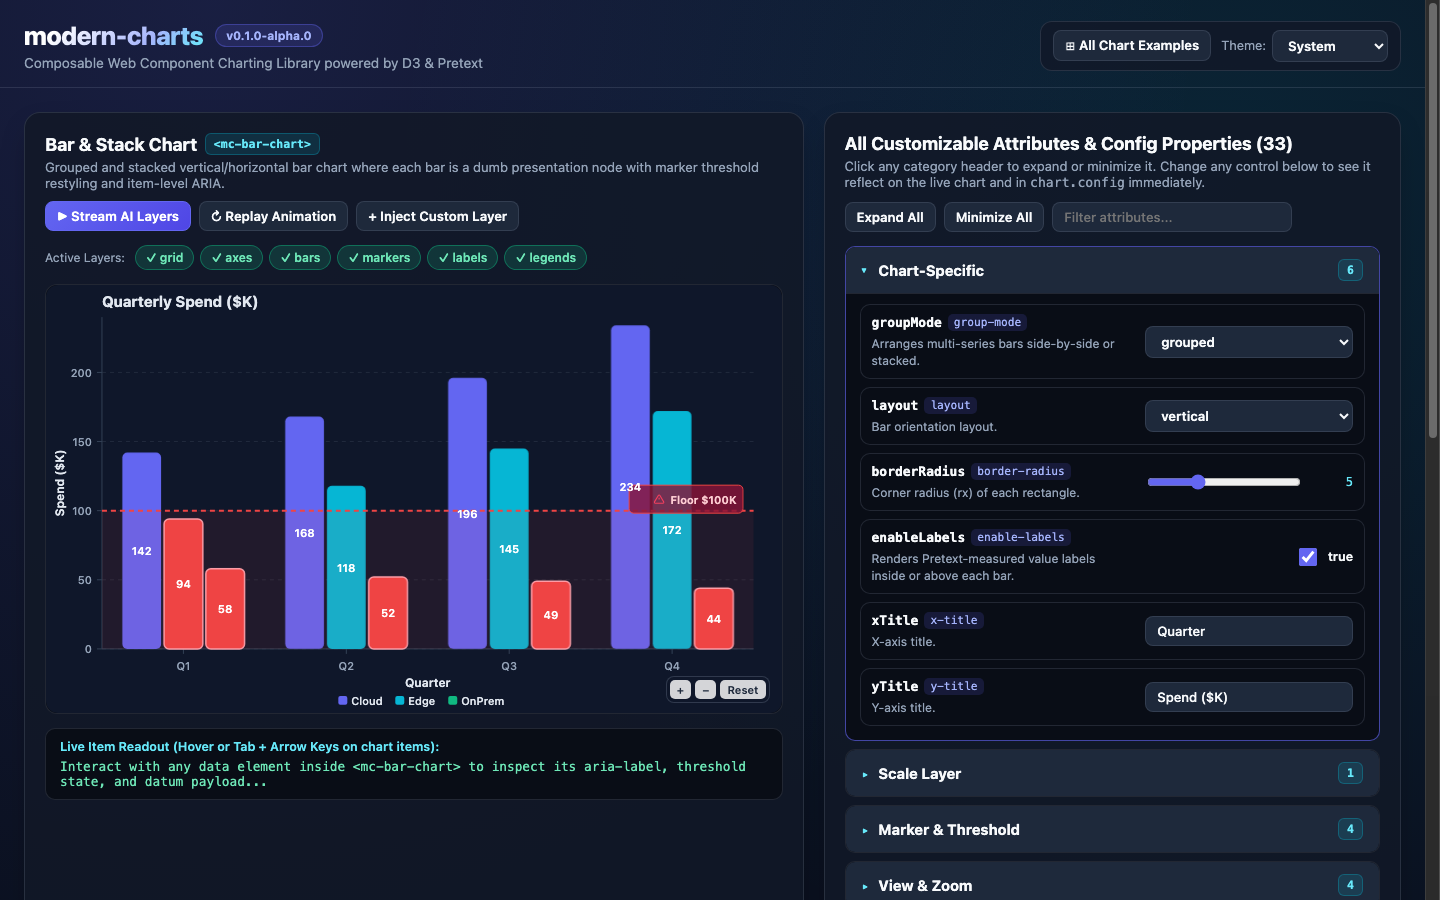 modern-charts v0.1.0-alpha.0
Composable Web Component Charting Library powered by D3 & Pretext
⊞ All Chart Examples Theme: System
Bar & Stack Chart <mc-bar-chart>
Grouped and stacked vertical/horizontal bar chart where each bar is a dumb presentation node with marker threshold
restyling and item-level ARIA.
▶ Stream AI Layers ↻ Replay Animation + Inject Custom Layer
Active Layers: ✓ grid ✓ axes ✓ bars ✓ markers ✓ labels ✓ legends
Quarterly Spend ($K)
Spend ($K)
200
150
100
50
0
142
94
58
168
118
52
196
145
49
234
172
44
⚠ Floor $100K
Q1 Q2 Q3 Q4
Quarter
Cloud Edge OnPrem
+ − Reset
Live Item Readout (Hover or Tab + Arrow Keys on chart items):
Interact with any data element inside <mc-bar-chart> to inspect its aria-label, threshold
state, and datum payload...
All Customizable Attributes & Config Properties (33)
Click any category header to expand or minimize it. Change any control below to see it
reflect on the live chart and in chart.config immediately.
Expand All Minimize All Filter attributes...
▾ Chart-Specific 6
groupMode group-mode
Arranges multi-series bars side-by-side or
stacked.
grouped
layout layout
Bar orientation layout.
vertical
borderRadius border-radius
Corner radius (rx) of each rectangle.
5
enableLabels enable-labels
Renders Pretext-measured value labels
inside or above each bar.
true
xTitle x-title
X-axis title.
Quarter
yTitle y-title
Y-axis title.
Spend ($K)
▸ Scale Layer 1
▸ Marker & Threshold 4
▸ View & Zoom 4